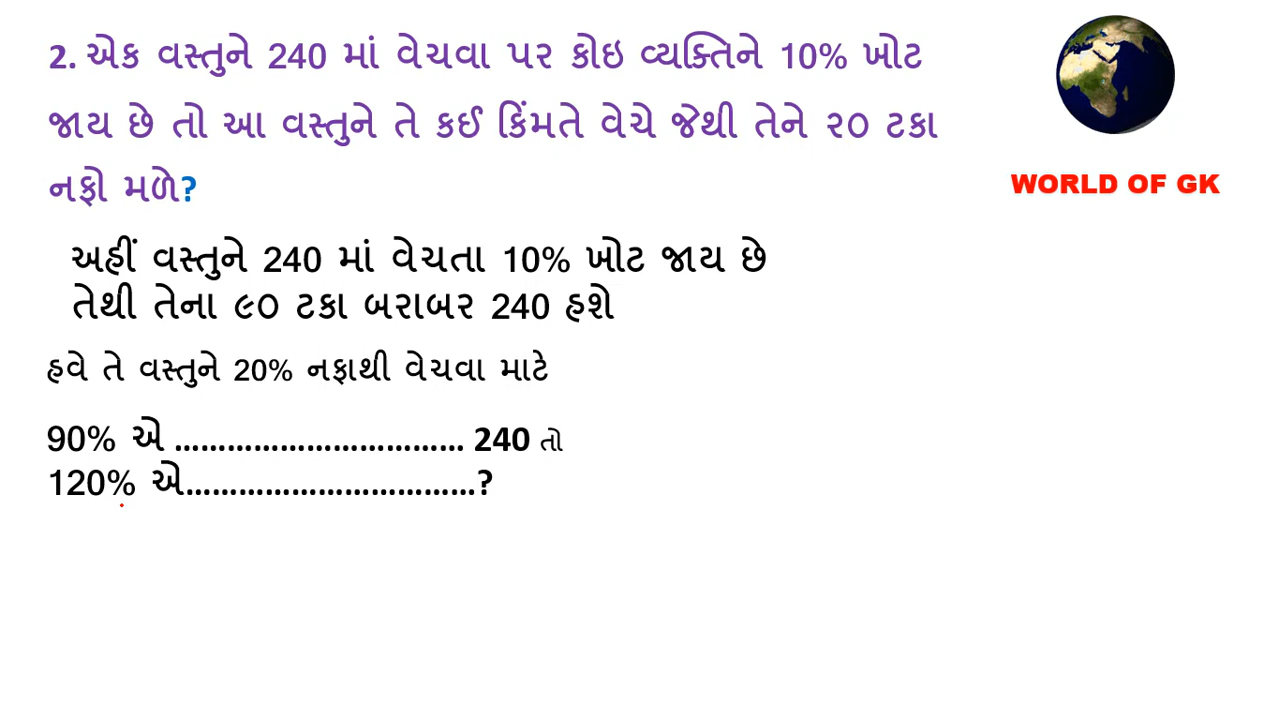 2. એક વસ્તુને 240 માં વેચવા પર કોઇ વ્યક્તિને 10% ખોટ
જાય છે તો આ વસ્તુને તે કઈ કિંમતે વેચે જેથી તેને ૨૦ ટકા
નફો મળે?
WORLD OF GK
અહીં વસ્તુને 240 માં વેચતા 10% ખોટ જાય છે
તેથી તેના ૯૦ ટકા બરાબર 240 હશે
હવે તે વસ્તુને 20% નફાથી વેચવા માટે
90% એ ................................. 240 તો
120% એ.................................?